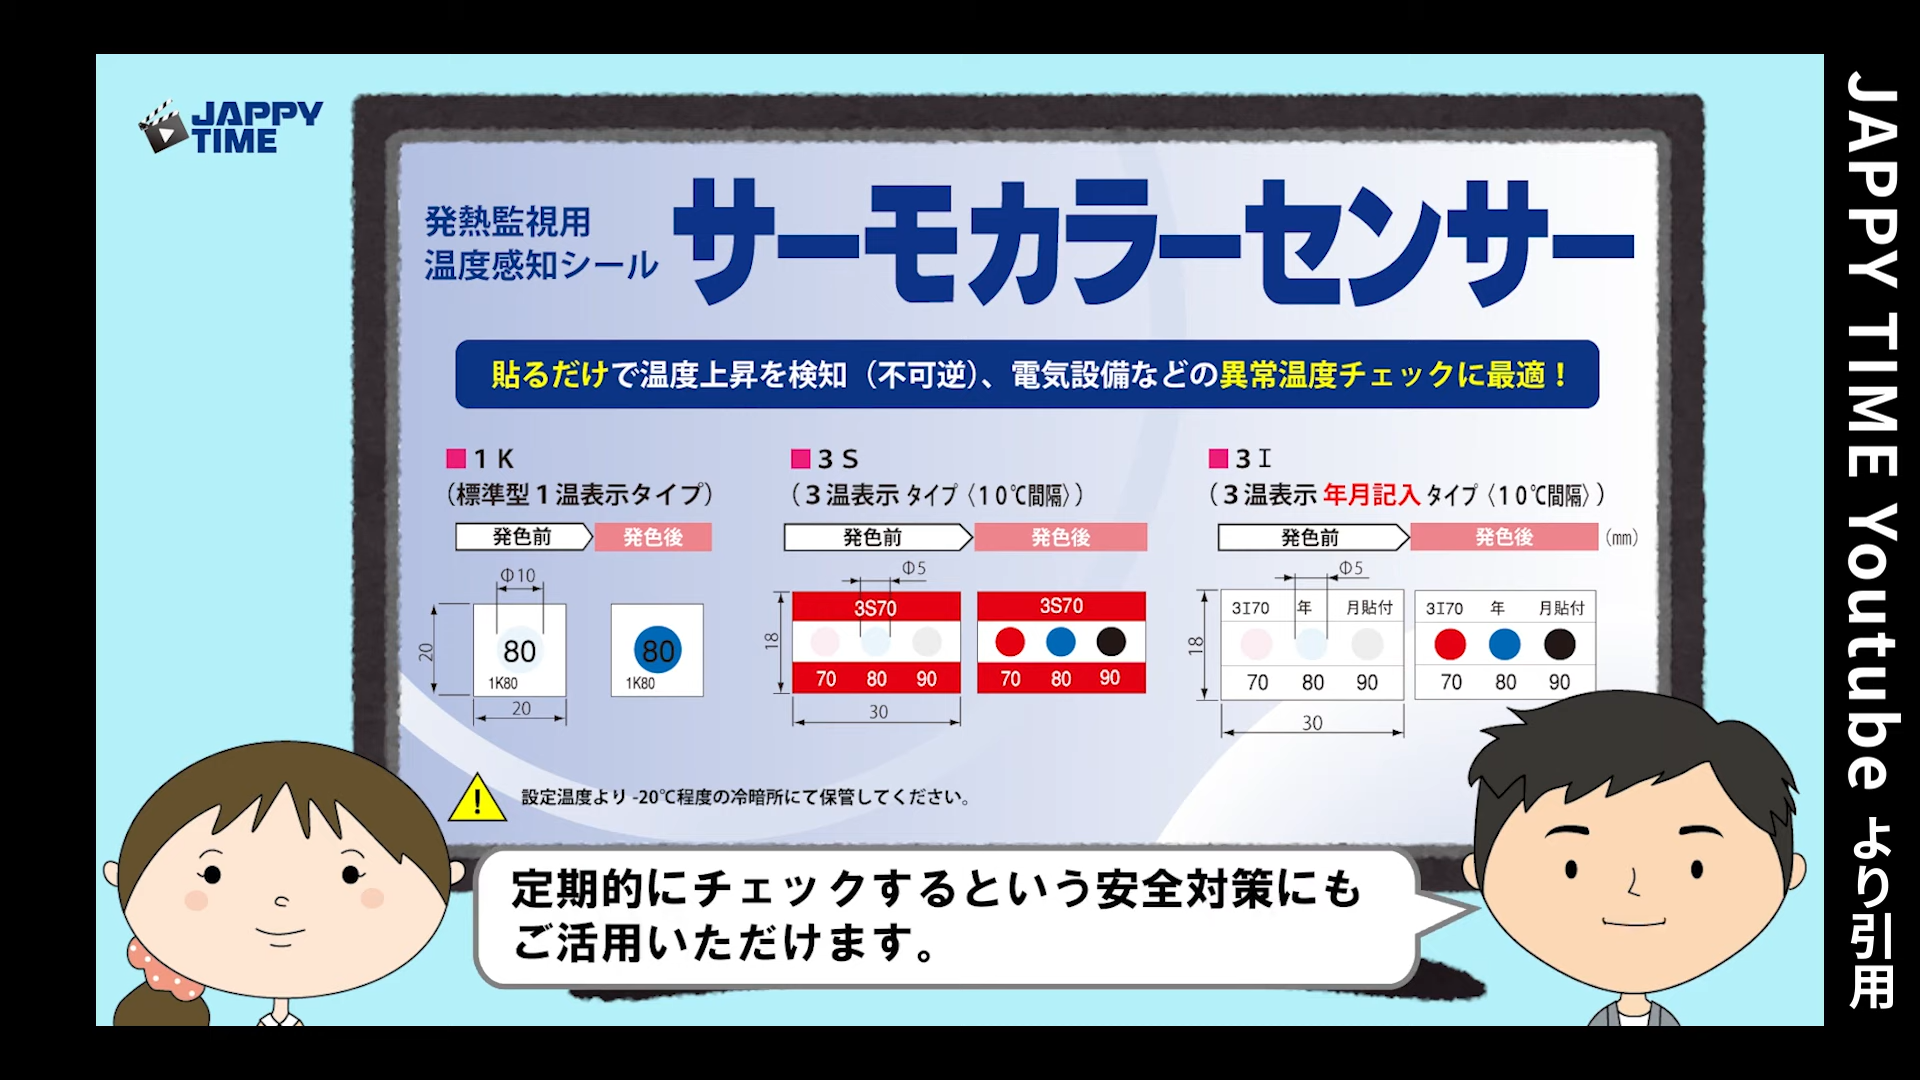 JAPPY
TIME
発熱監視用
温度感知シール
サーモカラーセンサー
貼るだけで温度上昇を検知（不可逆）、電気設備などの異常温度チェックに最適！
■1K
（標準型1温表示タイプ）
発色前
発色後
Φ10
20
80
1K80
20
80
1K80
■3S
（3温表示 タイプ〈10℃間隔〉）
発色前
発色後
Φ5
18
3S70
70 80 90
30
3S70
70 80 90
■3I
（3温表示 年月記入 タイプ〈10℃間隔〉）
発色前
発色後
(mm)
Φ5
18
3I70 年 月貼付
70 80 90
30
3I70 年 月貼付
70 80 90
!
設定温度より-20℃程度の冷暗所にて保管してください。
定期的にチェックするという安全対策にも
ご活用いただけます。
JAPPY TIME Youtube より引用